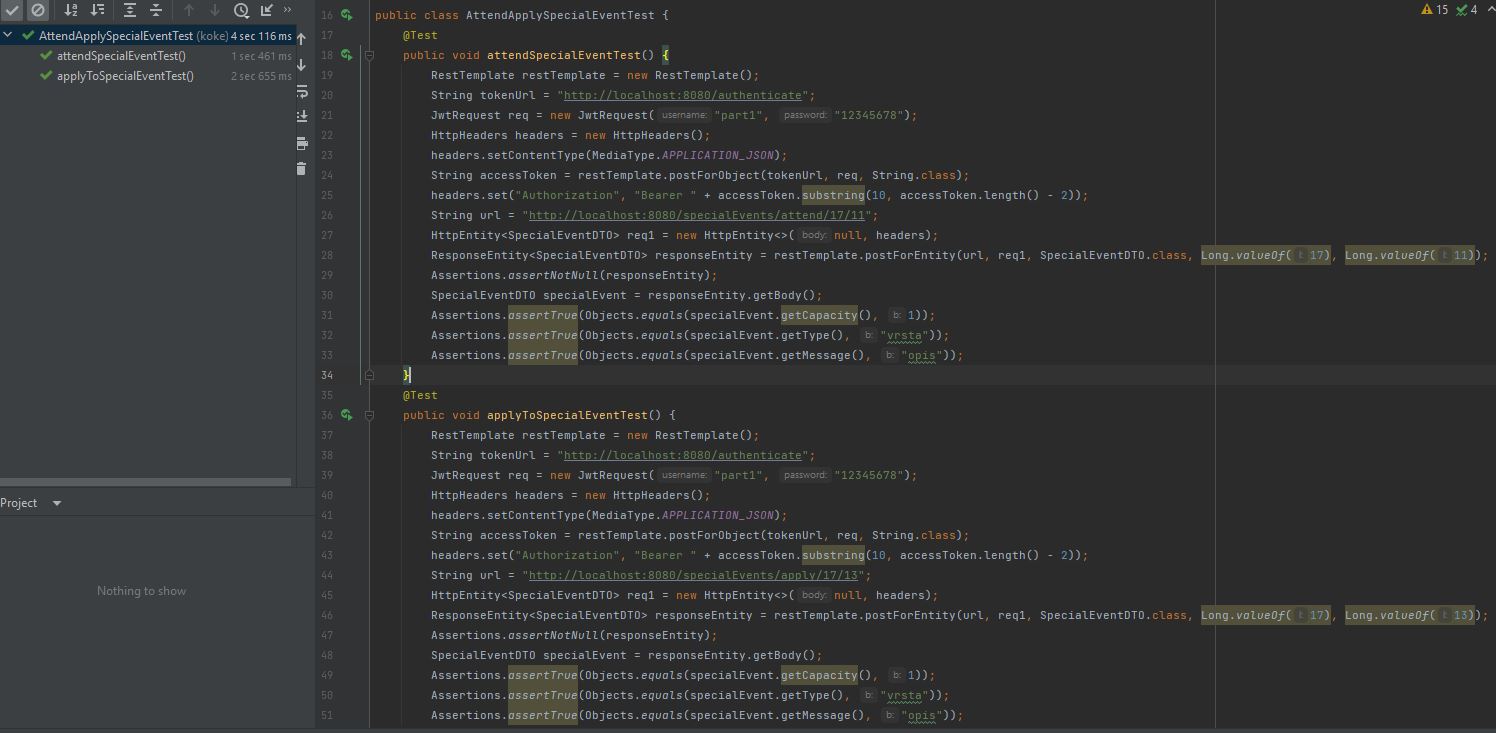 AttendApplySpecialEventTest (koke) 4 sec 116 ms
attendSpecialEventTest() 1 sec 461 ms
applyToSpecialEventTest() 2 sec 655 ms
Project
Nothing to show
15 4
16 public class AttendApplySpecialEventTest {
17 @Test
18 public void attendSpecialEventTest() {
19 RestTemplate restTemplate = new RestTemplate();
20 String tokenUrl = "http://localhost:8080/authenticate";
21 JwtRequest req = new JwtRequest( username: "part1", password: "12345678");
22 HttpHeaders headers = new HttpHeaders();
23 headers.setContentType(MediaType.APPLICATION_JSON);
24 String accessToken = restTemplate.postForObject(tokenUrl, req, String.class);
25 headers.set("Authorization", "Bearer " + accessToken.substring(10, accessToken.length() - 2));
26 String url = "http://localhost:8080/specialEvents/attend/17/11";
27 HttpEntity<SpecialEventDTO> req1 = new HttpEntity<>( body: null, headers);
28 ResponseEntity<SpecialEventDTO> responseEntity = restTemplate.postForEntity(url, req1, SpecialEventDTO.class, Long.valueOf( l: 17), Long.valueOf( l: 11));
29 Assertions.assertNotNull(responseEntity);
30 SpecialEventDTO specialEvent = responseEntity.getBody();
31 Assertions.assertTrue(Objects.equals(specialEvent.getCapacity(), b: 1));
32 Assertions.assertTrue(Objects.equals(specialEvent.getType(), b: "vrsta"));
33 Assertions.assertTrue(Objects.equals(specialEvent.getMessage(), b: "opis"));
34 }
35 @Test
36 public void applyToSpecialEventTest() {
37 RestTemplate restTemplate = new RestTemplate();
38 String tokenUrl = "http://localhost:8080/authenticate";
39 JwtRequest req = new JwtRequest( username: "part1", password: "12345678");
40 HttpHeaders headers = new HttpHeaders();
41 headers.setContentType(MediaType.APPLICATION_JSON);
42 String accessToken = restTemplate.postForObject(tokenUrl, req, String.class);
43 headers.set("Authorization", "Bearer " + accessToken.substring(10, accessToken.length() - 2));
44 String url = "http://localhost:8080/specialEvents/apply/17/13";
45 HttpEntity<SpecialEventDTO> req1 = new HttpEntity<>( body: null, headers);
46 ResponseEntity<SpecialEventDTO> responseEntity = restTemplate.postForEntity(url, req1, SpecialEventDTO.class, Long.valueOf( l: 17), Long.valueOf( l: 13));
47 Assertions.assertNotNull(responseEntity);
48 SpecialEventDTO specialEvent = responseEntity.getBody();
49 Assertions.assertTrue(Objects.equals(specialEvent.getCapacity(), b: 1));
50 Assertions.assertTrue(Objects.equals(specialEvent.getType(), b: "vrsta"));
51 Assertions.assertTrue(Objects.equals(specialEvent.getMessage(), b: "opis"));